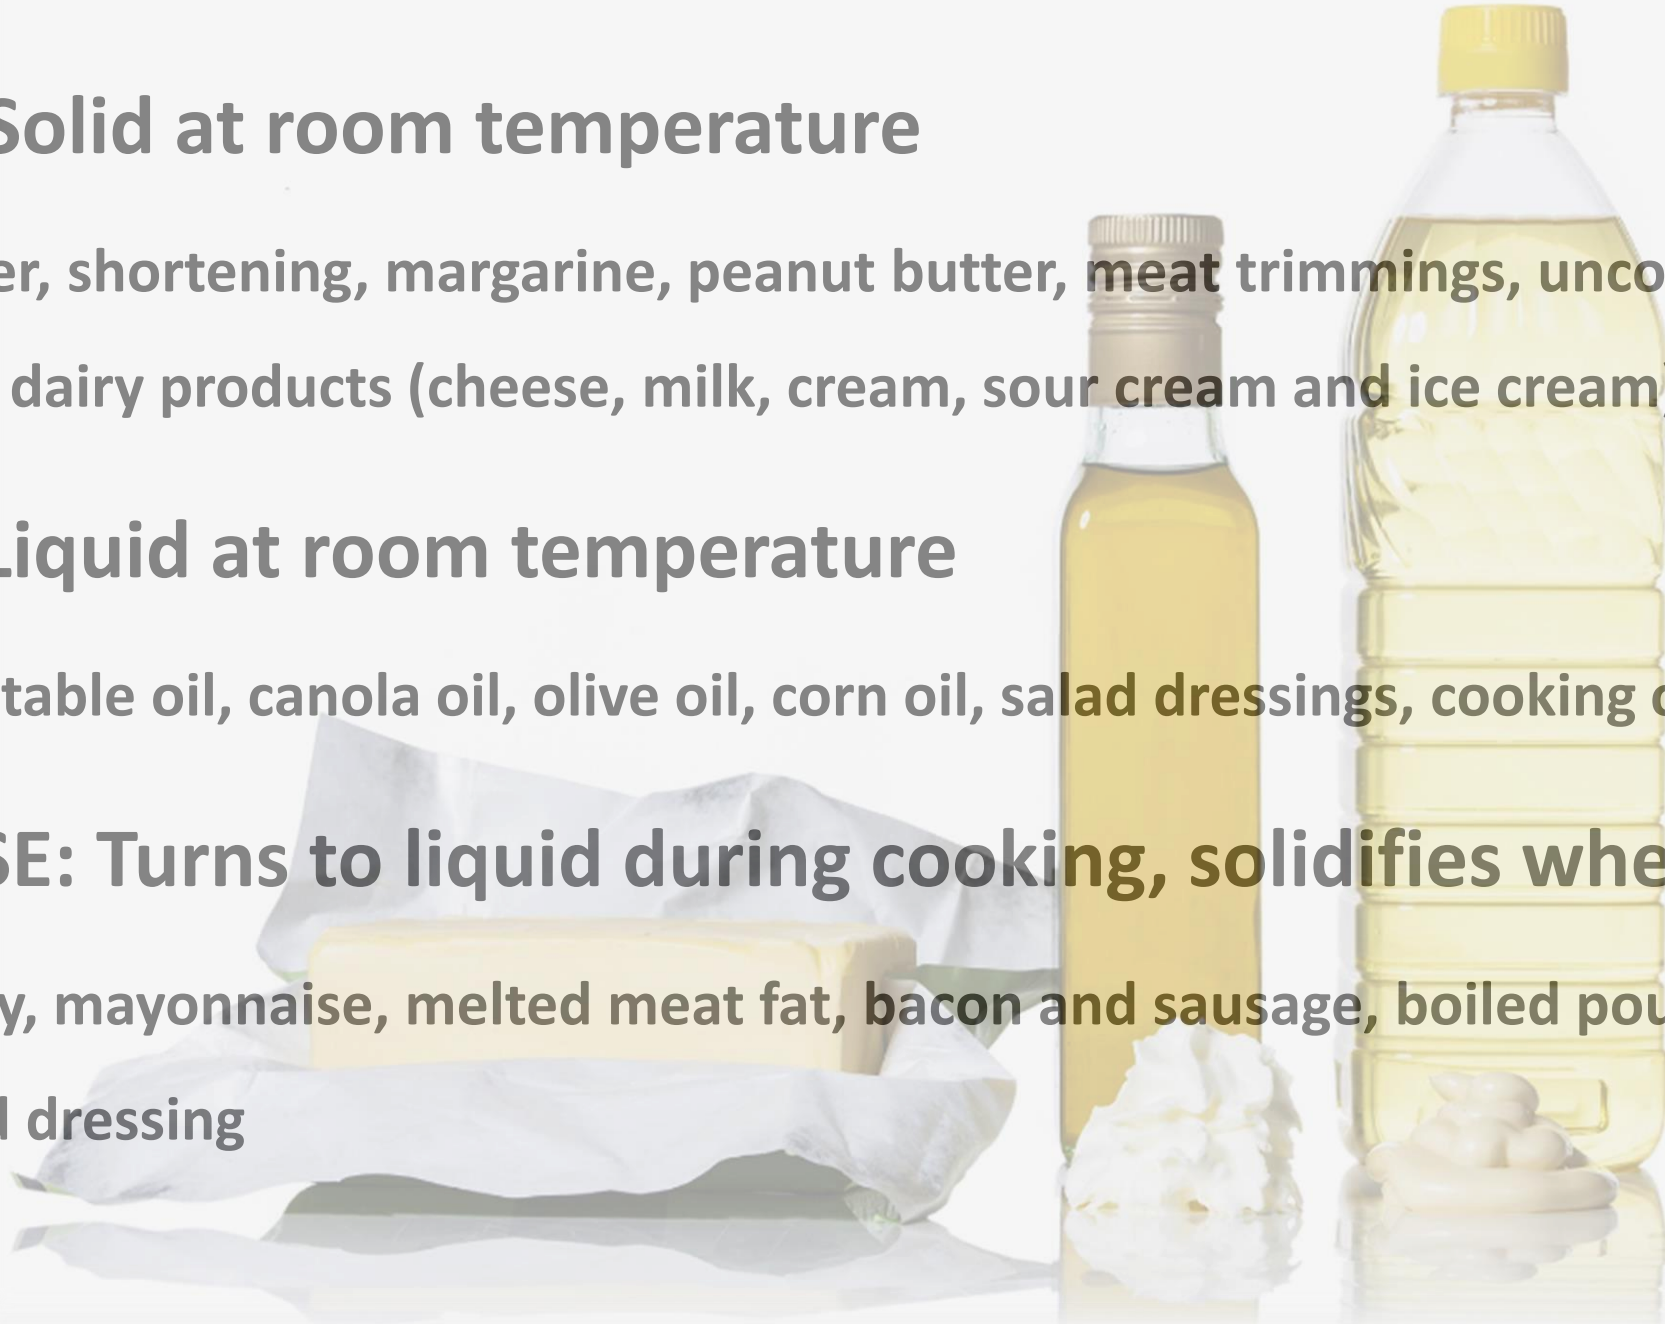 Solid at room temperature
er, shortening, margarine, peanut butter, meat trimmings, unco
dairy products (cheese, milk, cream, sour cream and ice cream)
Liquid at room temperature
table oil, canola oil, olive oil, corn oil, salad dressings, cooking o
SE: Turns to liquid during cooking, solidifies whe
y, mayonnaise, melted meat fat, bacon and sausage, boiled pou
d dressing